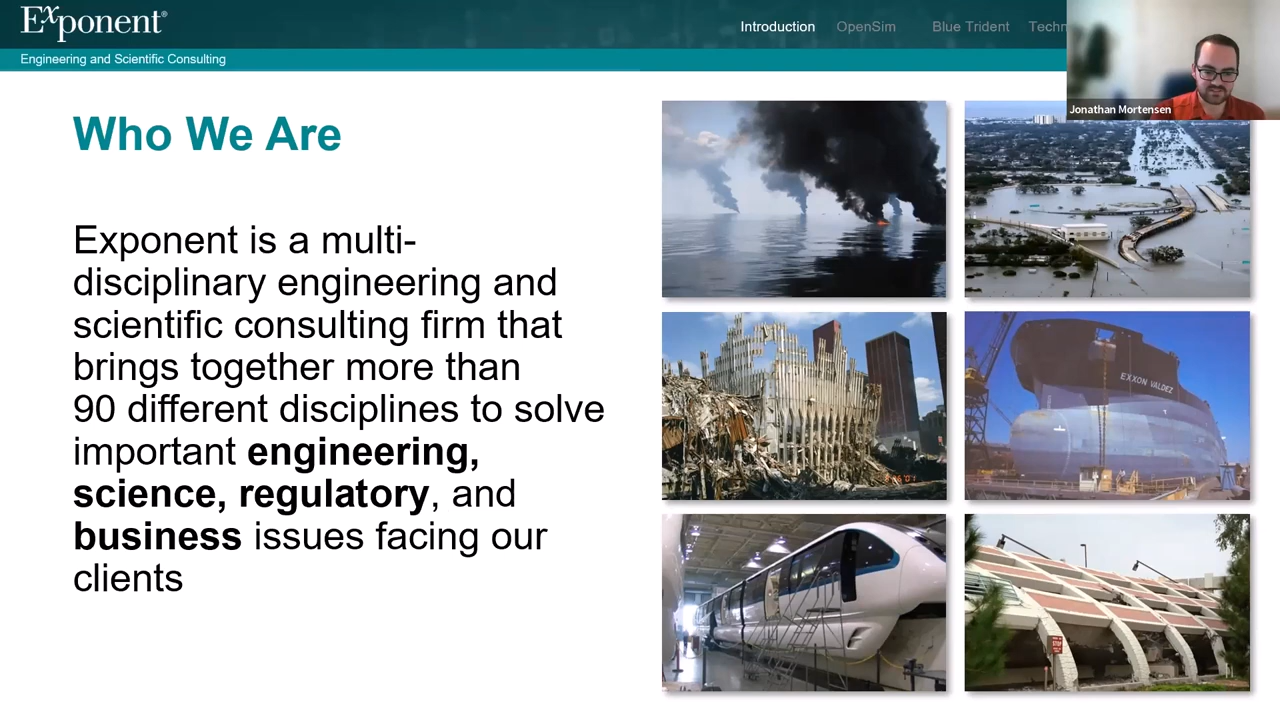 Exponent®
Introduction OpenSim Blue Trident Techn
Engineering and Scientific Consulting
Jonathan Mortensen
Who We Are
Exponent is a multi-
disciplinary engineering and
scientific consulting firm that
brings together more than
90 different disciplines to solve
important engineering,
science, regulatory, and
business issues facing our
clients
EXXON VALDEZ
STOP